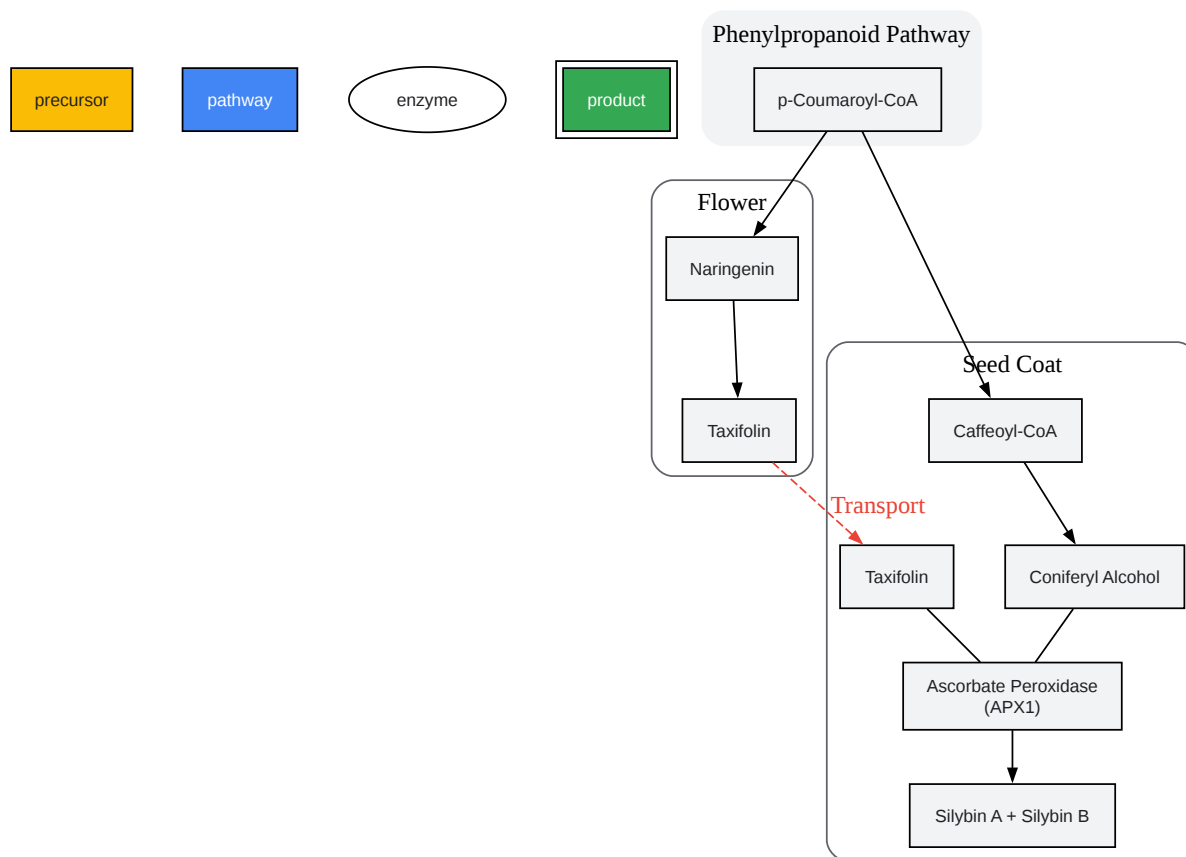 Phenylpropanoid Pathway
precursor
pathway
enzyme
product
p-Coumaroyl-CoA
Flower
Naringenin
Seed Coat
Taxifolin
Caffeoyl-CoA
Transport
Taxifolin
Coniferyl Alcohol
Ascorbate Peroxidase
(APX1)
Silybin A + Silybin B